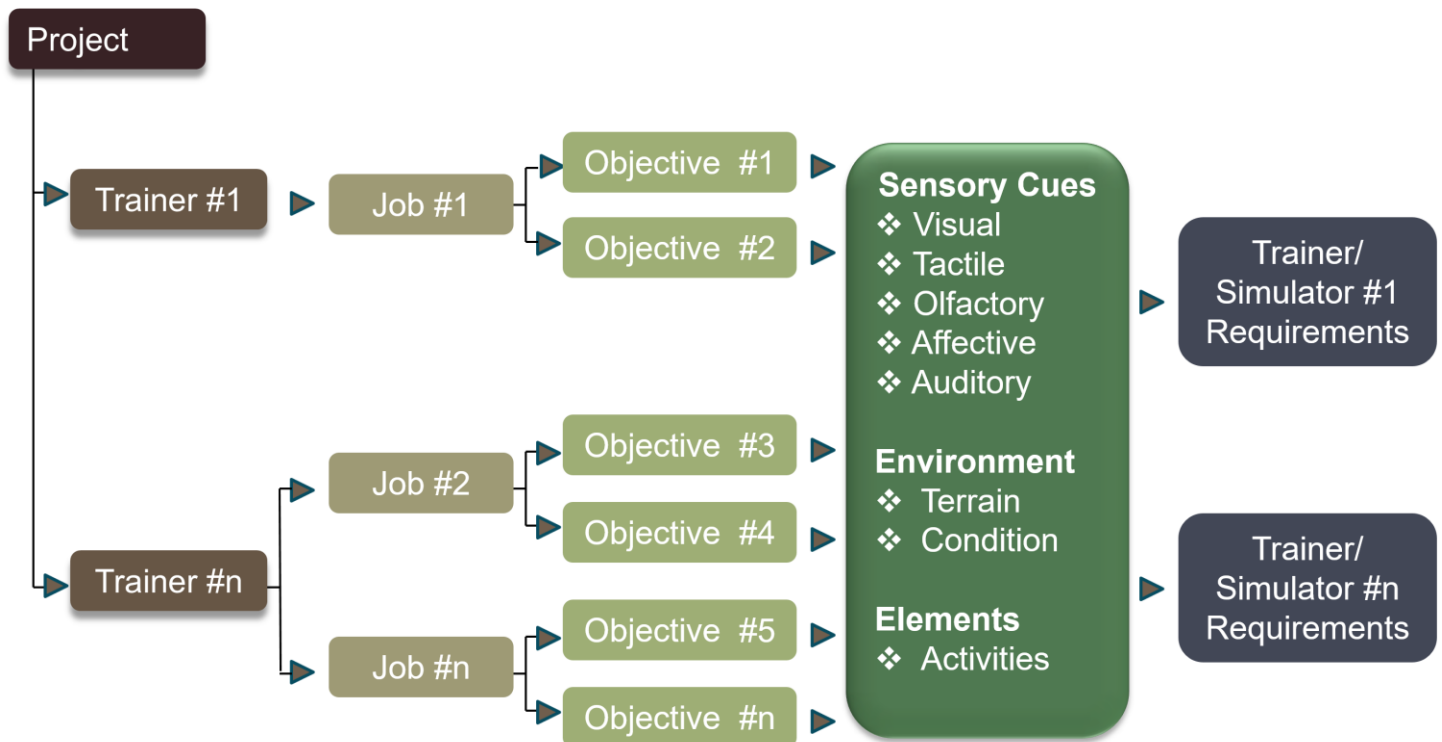 Project
Trainer #1
Job #1
Objective #1
Objective #2
Trainer #n
Job #2
Objective #3
Objective #4
Job #n
Objective #5
Objective #n
Sensory Cues
❖ Visual
❖ Tactile
❖ Olfactory
❖ Affective
❖ Auditory
Environment
❖ Terrain
❖ Condition
Elements
❖ Activities
Trainer/
Simulator #1
Requirements
Trainer/
Simulator #n
Requirements